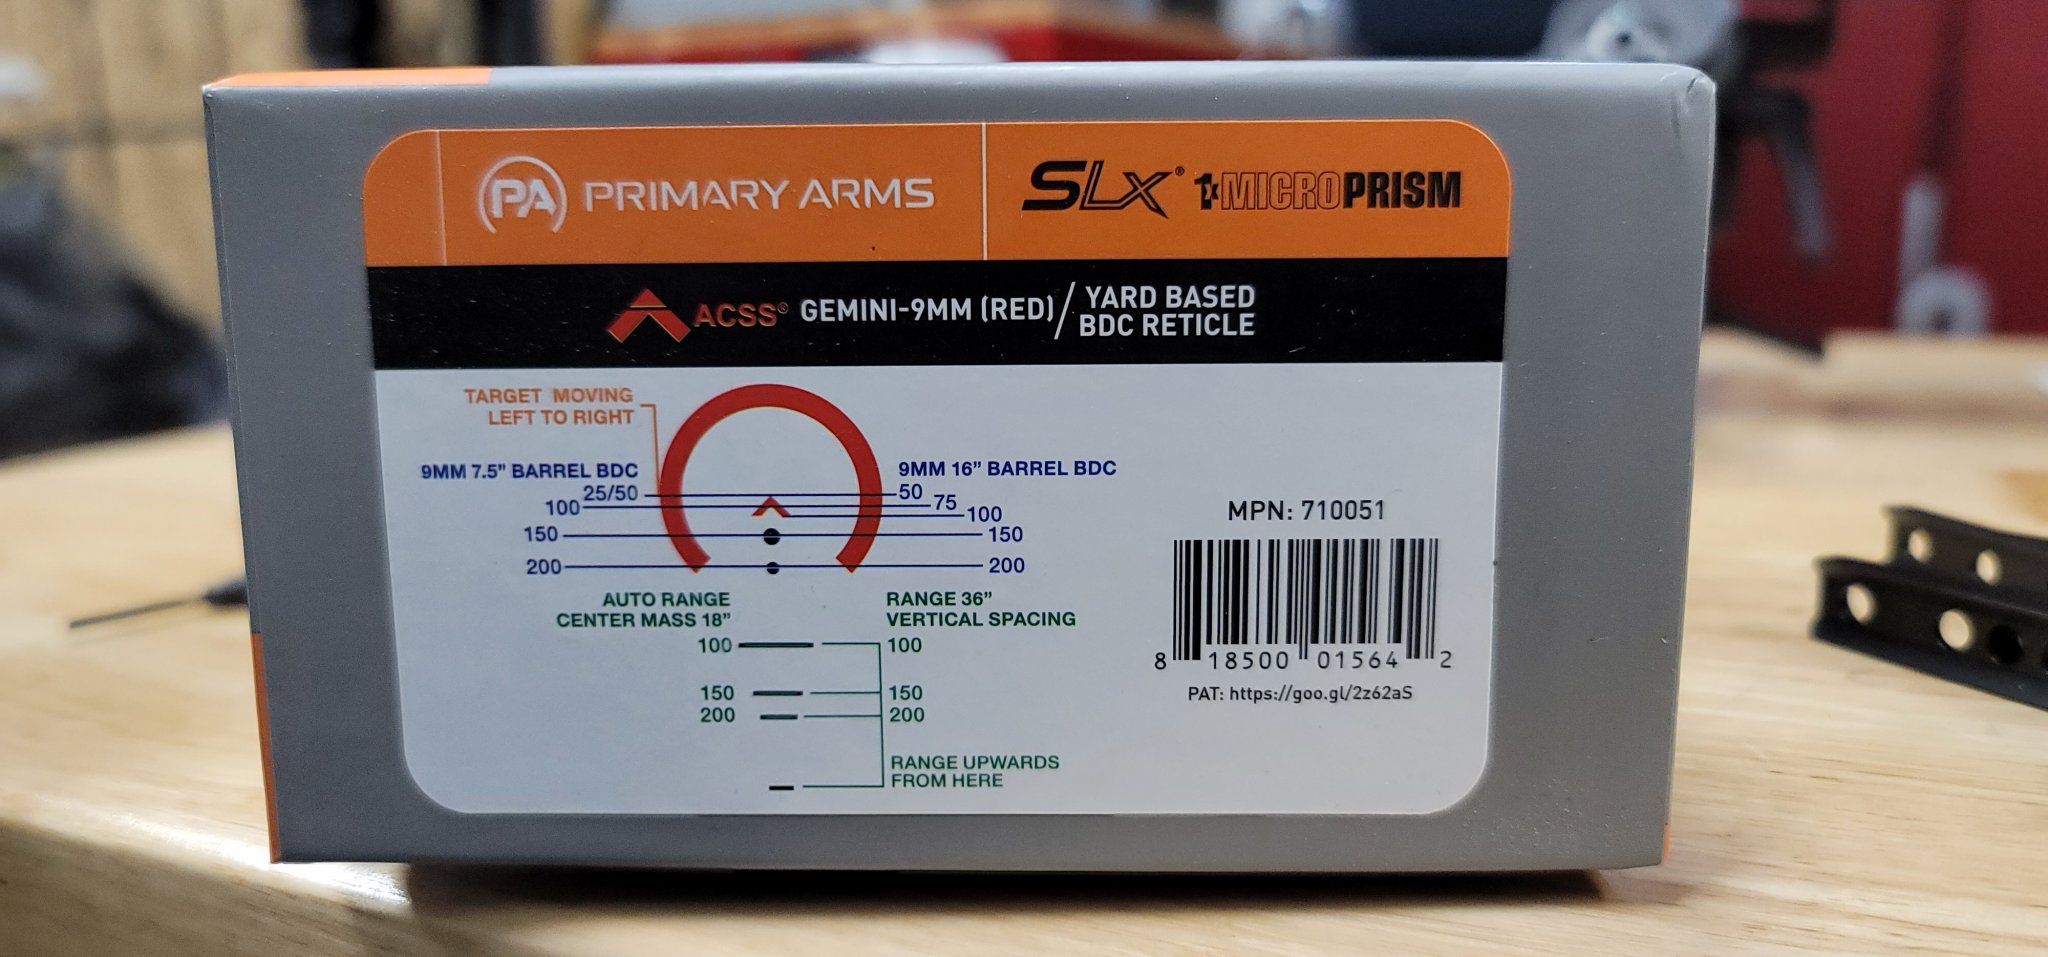 PA PRIMARY ARMS
SLX® 1x MICROPRISM
ACSS® GEMINI-9MM (RED) / YARD BASED
BDC RETICLE
TARGET MOVING
LEFT TO RIGHT
9MM 7.5" BARREL BDC
25/50
100
150
200
9MM 16" BARREL BDC
50
75
100
150
200
AUTO RANGE
CENTER MASS 18"
100
150
200
RANGE 36"
VERTICAL SPACING
100
150
200
RANGE UPWARDS
FROM HERE
MPN: 710051
8 18500 01564 2
PAT: https://goo.gl/2z62aS